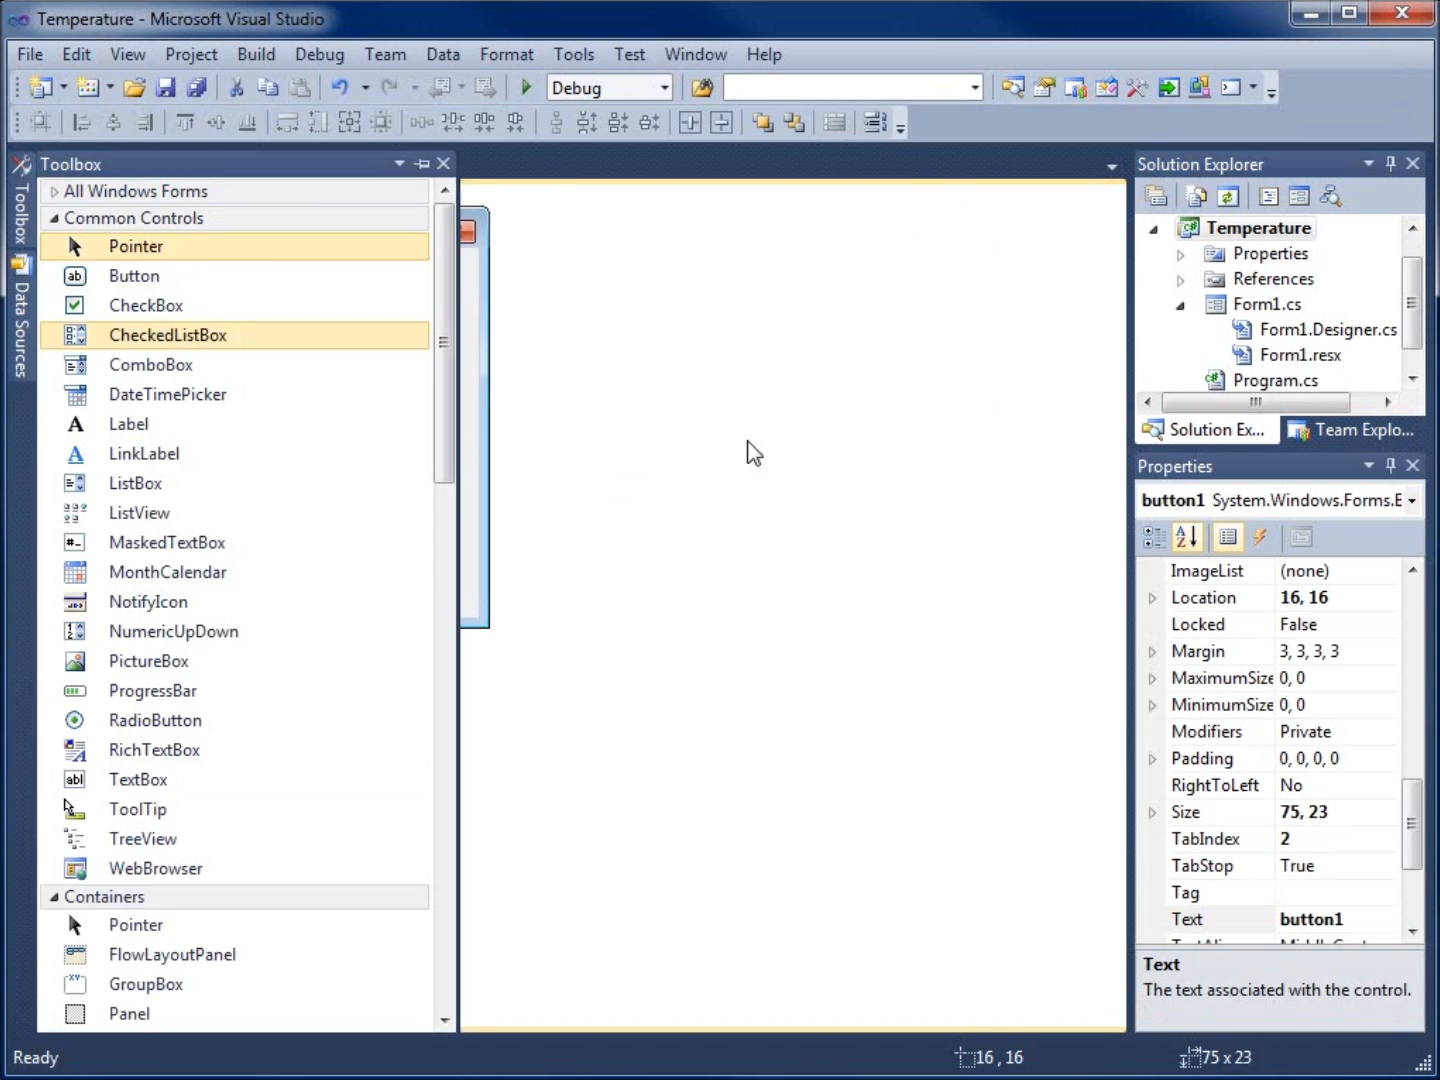 Temperature - Microsoft Visual Studio
File Edit View Project Build Debug Team Data Format Tools Test Window Help
Debug
Toolbox
Data Sources
Toolbox
All Windows Forms
Common Controls
Pointer
Button
CheckBox
CheckedListBox
ComboBox
DateTimePicker
Label
LinkLabel
ListBox
ListView
MaskedTextBox
MonthCalendar
NotifyIcon
NumericUpDown
PictureBox
ProgressBar
RadioButton
RichTextBox
TextBox
ToolTip
TreeView
WebBrowser
Containers
Pointer
FlowLayoutPanel
GroupBox
Panel
Solution Explorer
Temperature
Properties
References
Form1.cs
Form1.Designer.cs
Form1.resx
Program.cs
Solution Ex... Team Explo...
Properties
button1 System.Windows.Forms.B
ImageList (none)
Location 16, 16
Locked False
Margin 3, 3, 3, 3
MaximumSize 0, 0
MinimumSize 0, 0
Modifiers Private
Padding 0, 0, 0, 0
RightToLeft No
Size 75, 23
TabIndex 2
TabStop True
Tag
Text button1
Text
The text associated with the control.
Ready 16 , 16 75 x 23